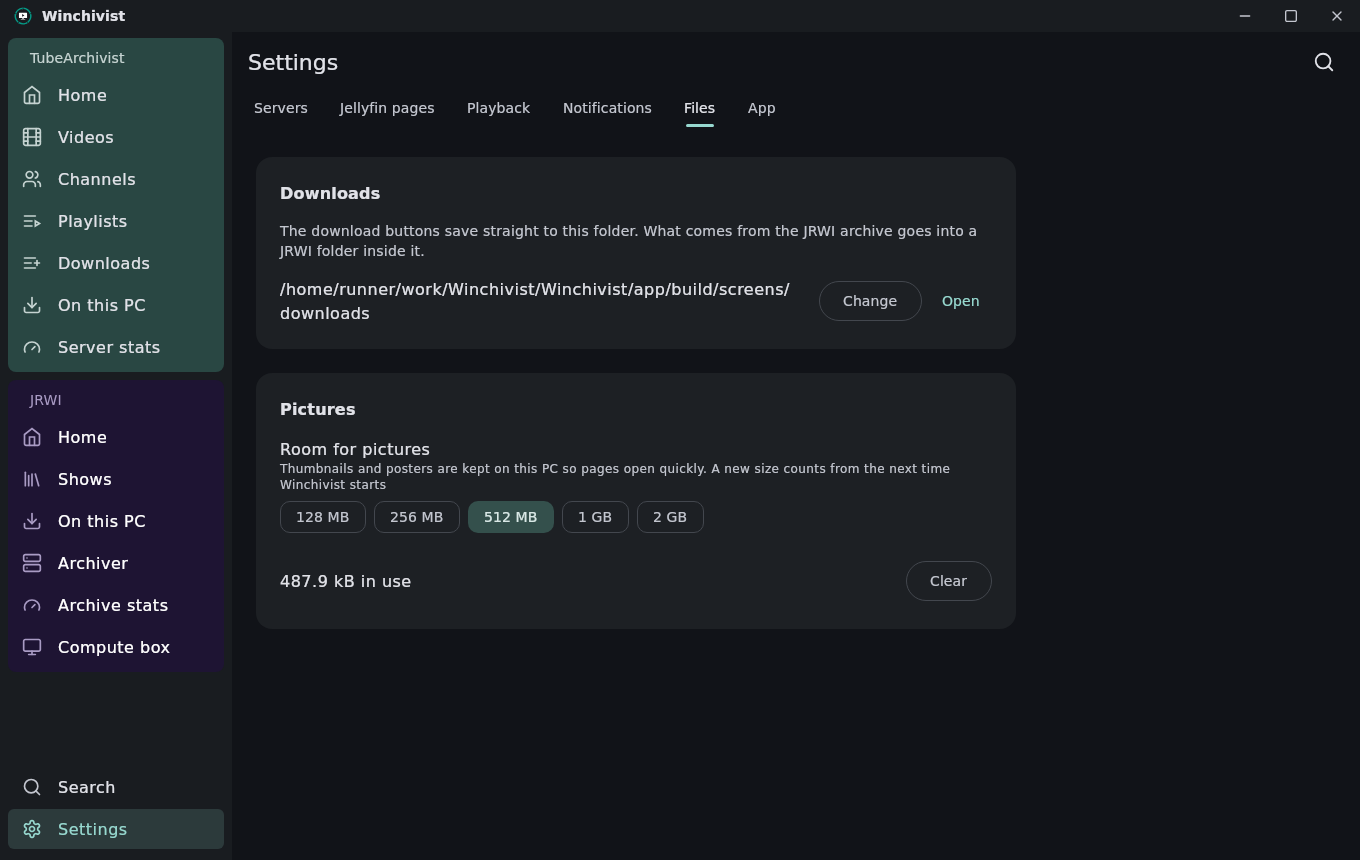 Winchivist
TubeArchivist
Home
Videos
Channels
Playlists
Downloads
On this PC
Server stats
JRWI
Home
Shows
On this PC
Archiver
Archive stats
Compute box
Search
Settings
Settings
Servers
Jellyfin pages
Playback
Notifications
Files
App
Downloads
The download buttons save straight to this folder. What comes from the JRWI archive goes into a
JRWI folder inside it.
/home/runner/work/Winchivist/Winchivist/app/build/screens/
downloads
Change
Open
Pictures
Room for pictures
Thumbnails and posters are kept on this PC so pages open quickly. A new size counts from the next time
Winchivist starts
128 MB
256 MB
512 MB
1 GB
2 GB
487.9 kB in use
Clear